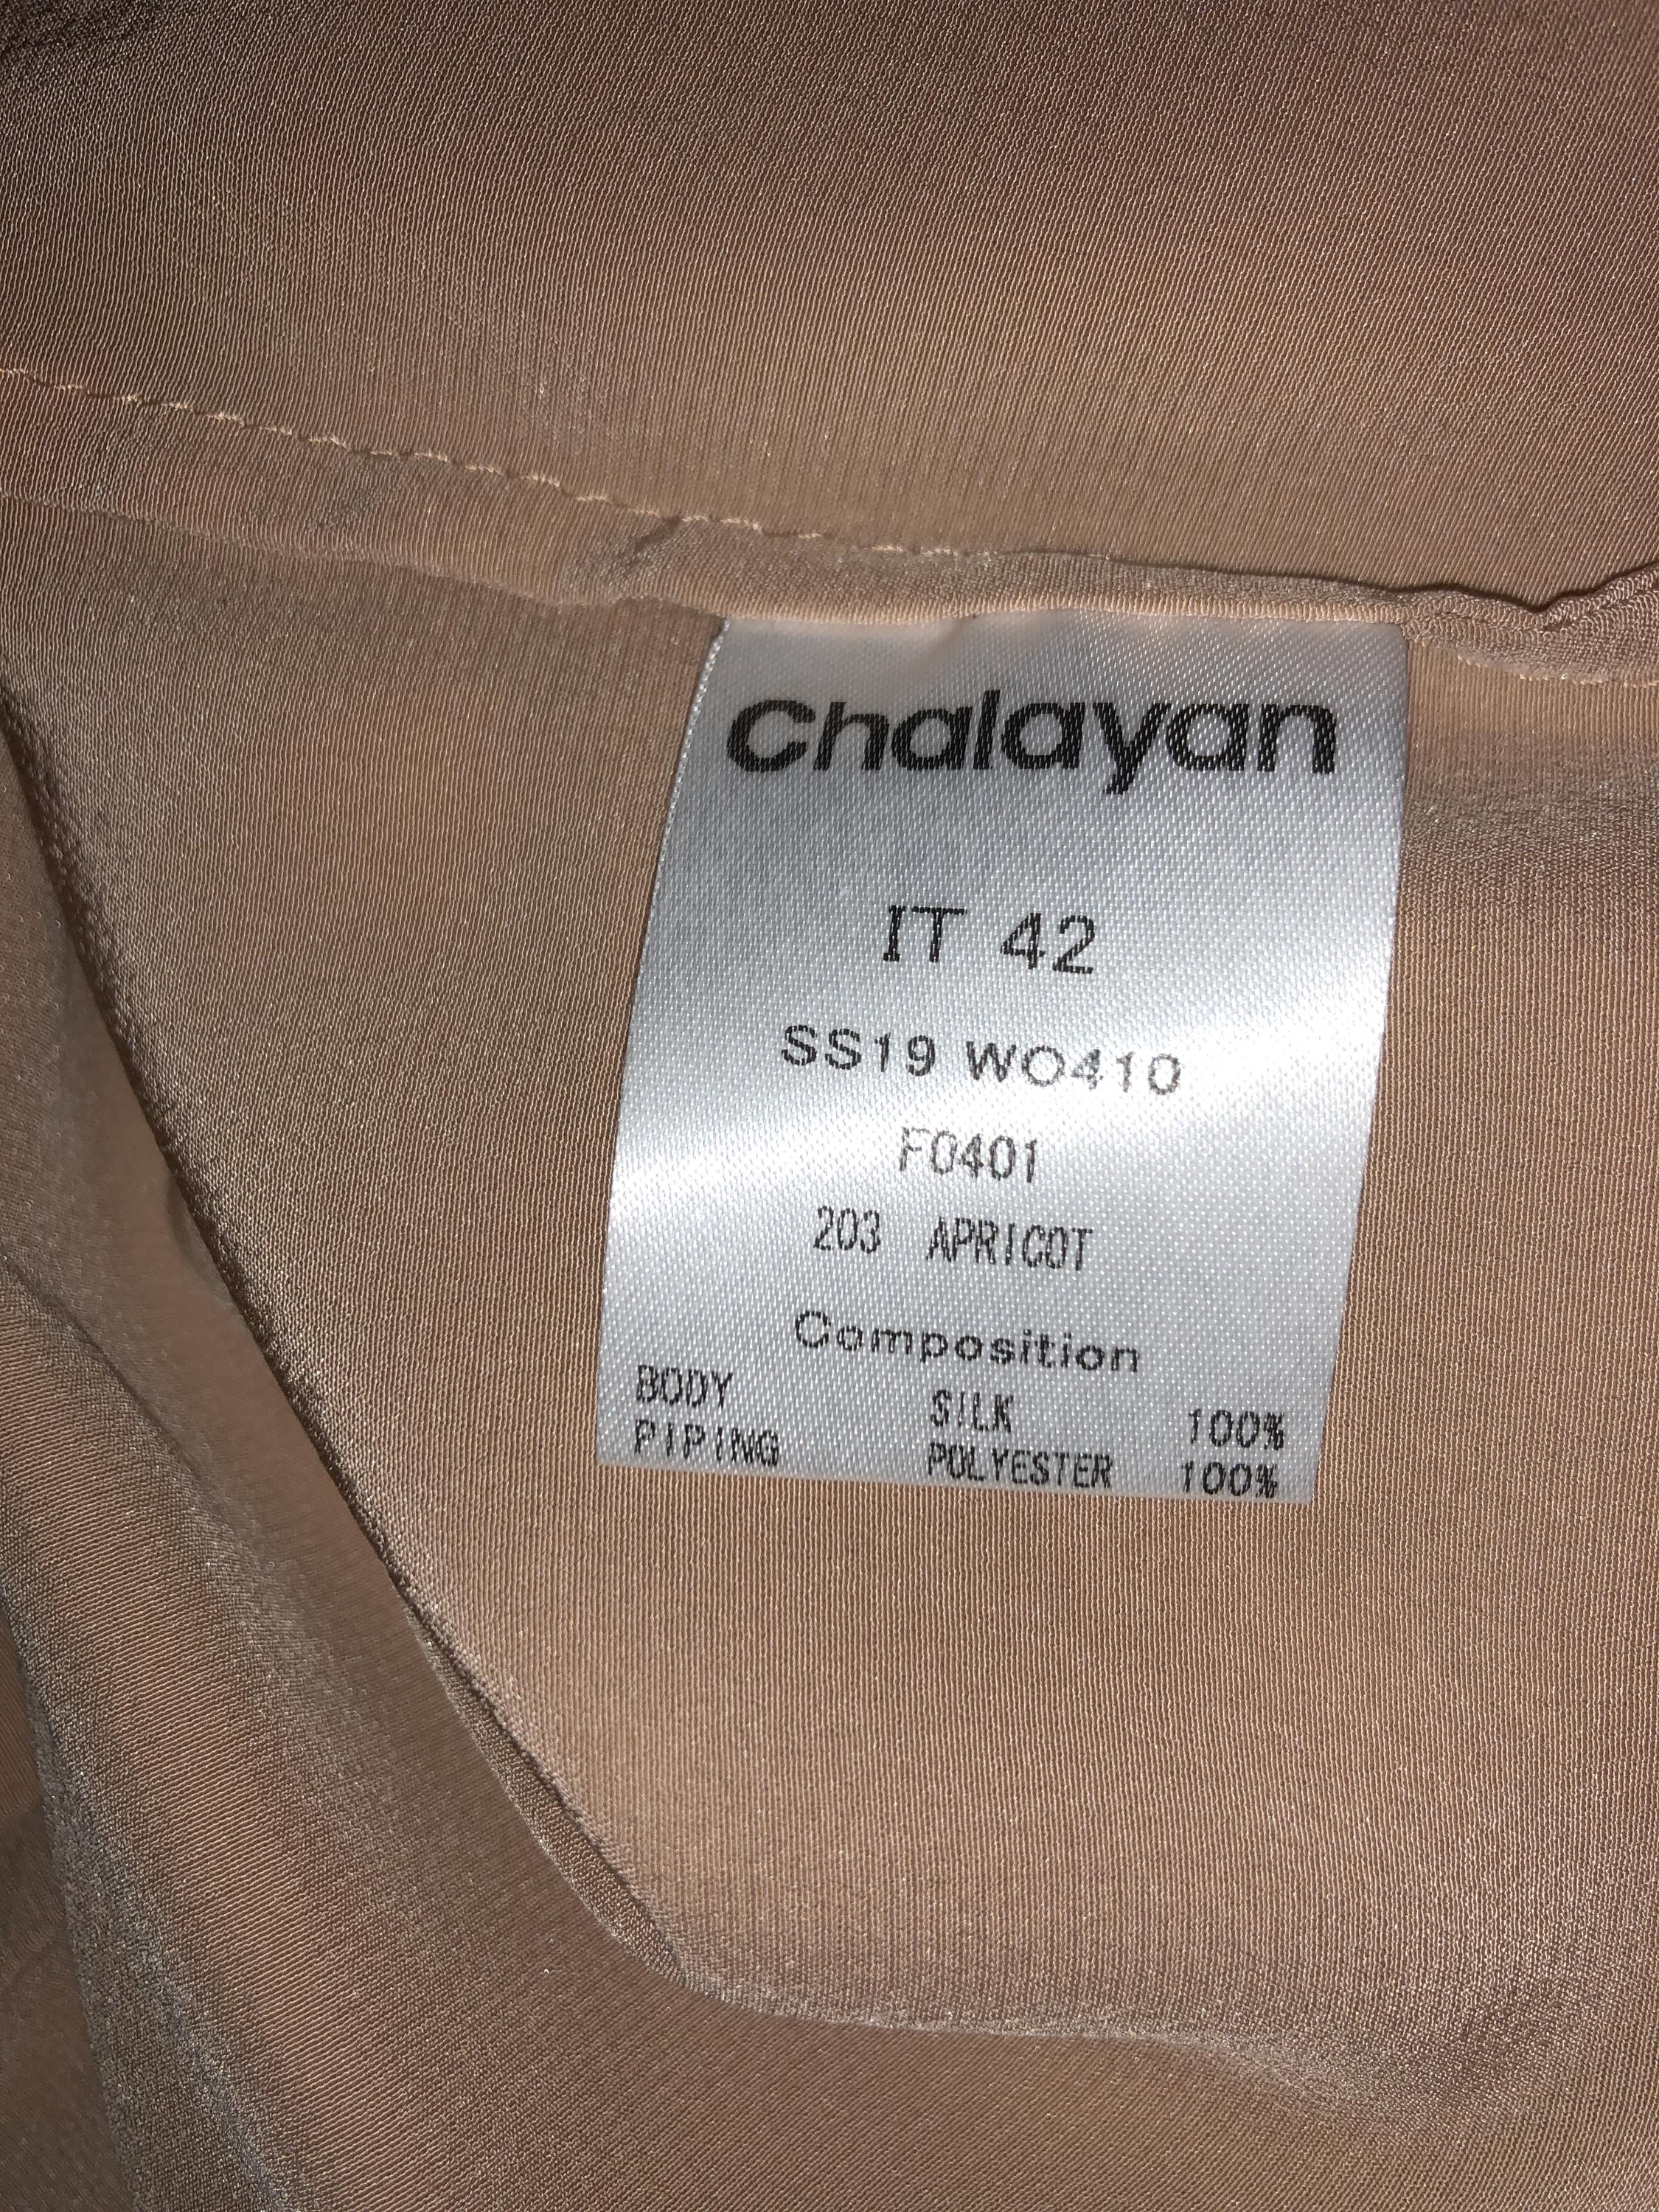 chalayan
IT 42
SS19 WO410
F0401
203 APRICOT
Composition
BODY SILK 100%
PIPING POLYESTER 100%